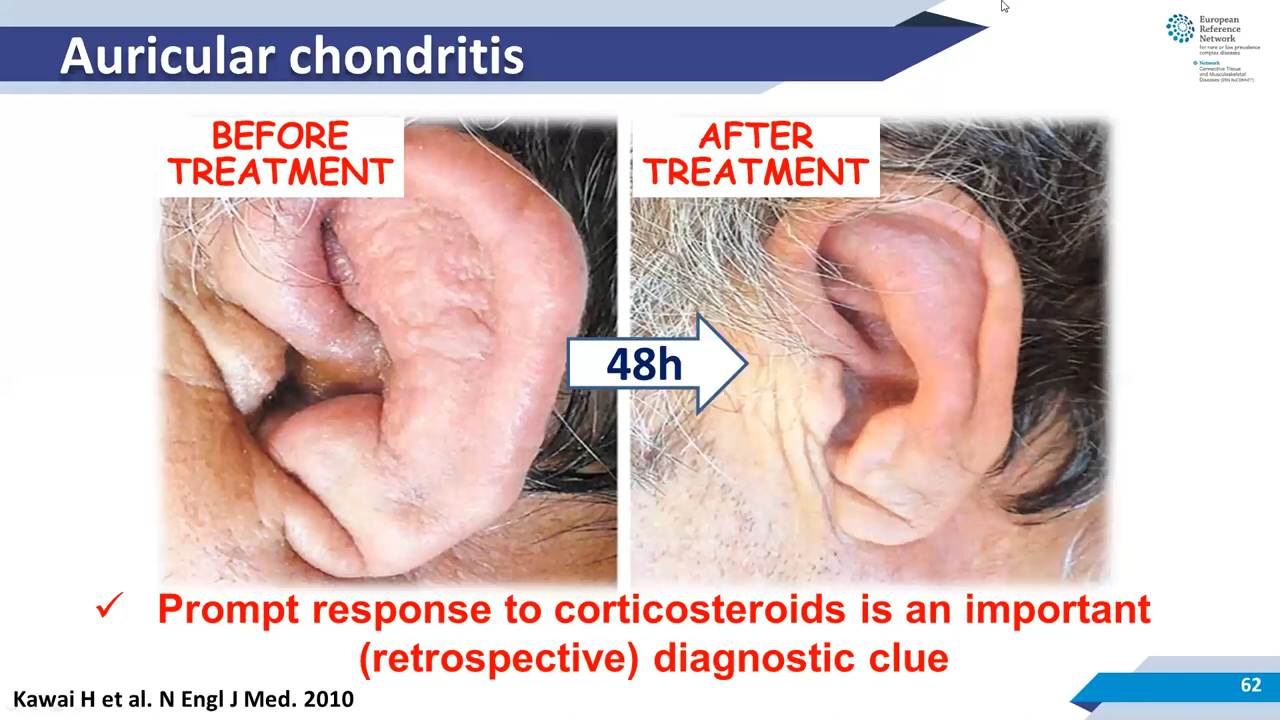 Auricular chondritis
European
Reference
Network
for rare or low prevalence
complex diseases
Network
Connective Tissue
and Musculoskeletal
Diseases (ERN ReCONNET)
BEFORE
TREATMENT
AFTER
TREATMENT
48h
✓ Prompt response to corticosteroids is an important
(retrospective) diagnostic clue
Kawai H et al. N Engl J Med. 2010
62